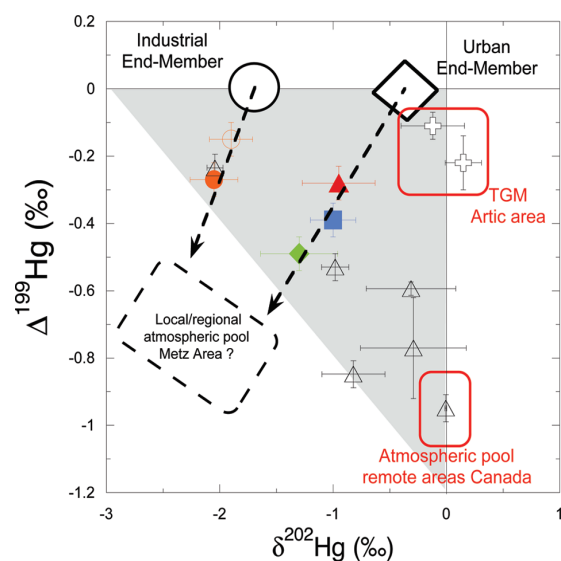 Industrial
End-Member
Urban
End-Member
0.2
0
-0.2
-0.4
-0.6
-0.8
-1
-1.2
Δ199Hg (‰)
TGM
Artic area
Local/regional
atmospheric pool
Metz Area ?
Atmospheric pool
remote areas Canada
-3
-2
-1
0
1
δ202Hg (‰)